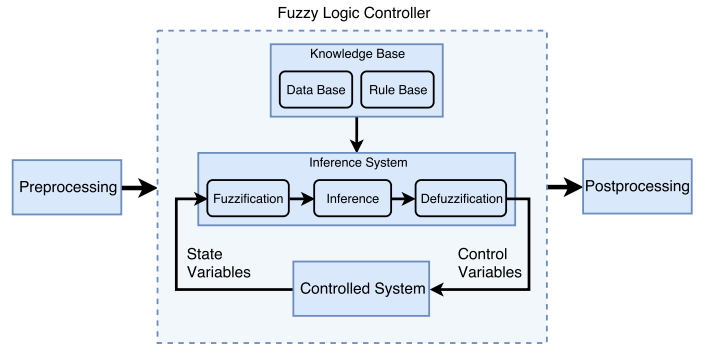 Fuzzy Logic Controller
Knowledge Base
Data Base
Rule Base
Inference System
Preprocessing
Fuzzification
Inference
Defuzzification
Postprocessing
State
Variables
Control
Variables
Controlled System